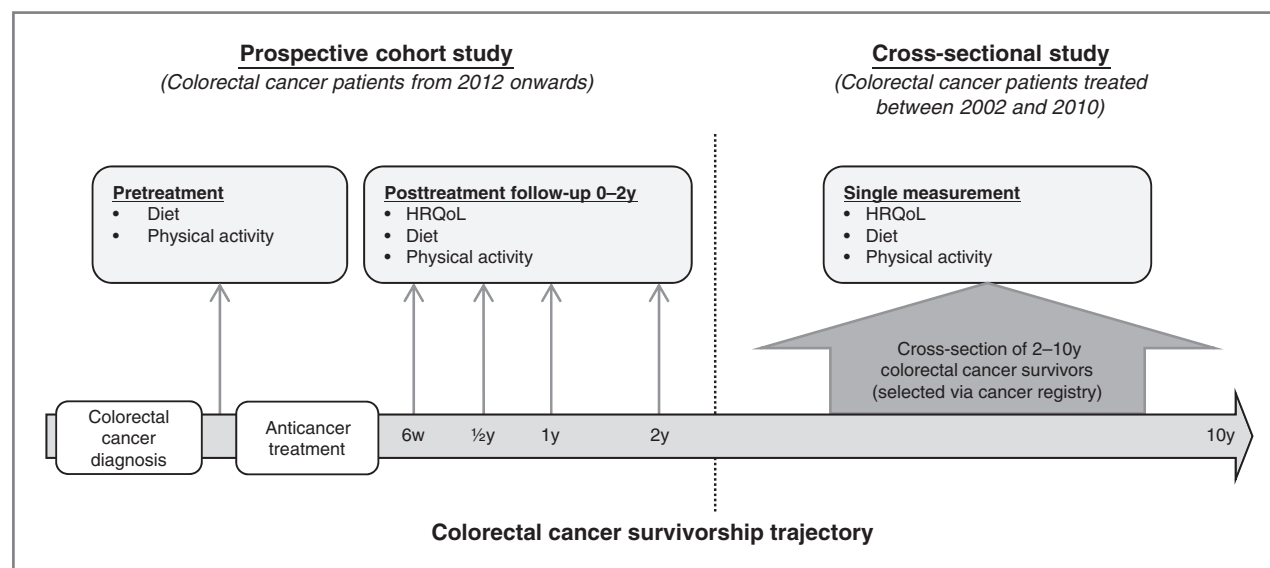 Prospective cohort study
(Colorectal cancer patients from 2012 onwards)
Cross-sectional study
(Colorectal cancer patients treated
between 2002 and 2010)
Pretreatment
• Diet
• Physical activity
Posttreatment follow-up 0–2y
• HRQoL
• Diet
• Physical activity
Single measurement
• HRQoL
• Diet
• Physical activity
Cross-section of 2–10y
colorectal cancer survivors
(selected via cancer registry)
Colorectal
cancer
diagnosis
Anticancer
treatment
6w
½y
1y
2y
10y
Colorectal cancer survivorship trajectory